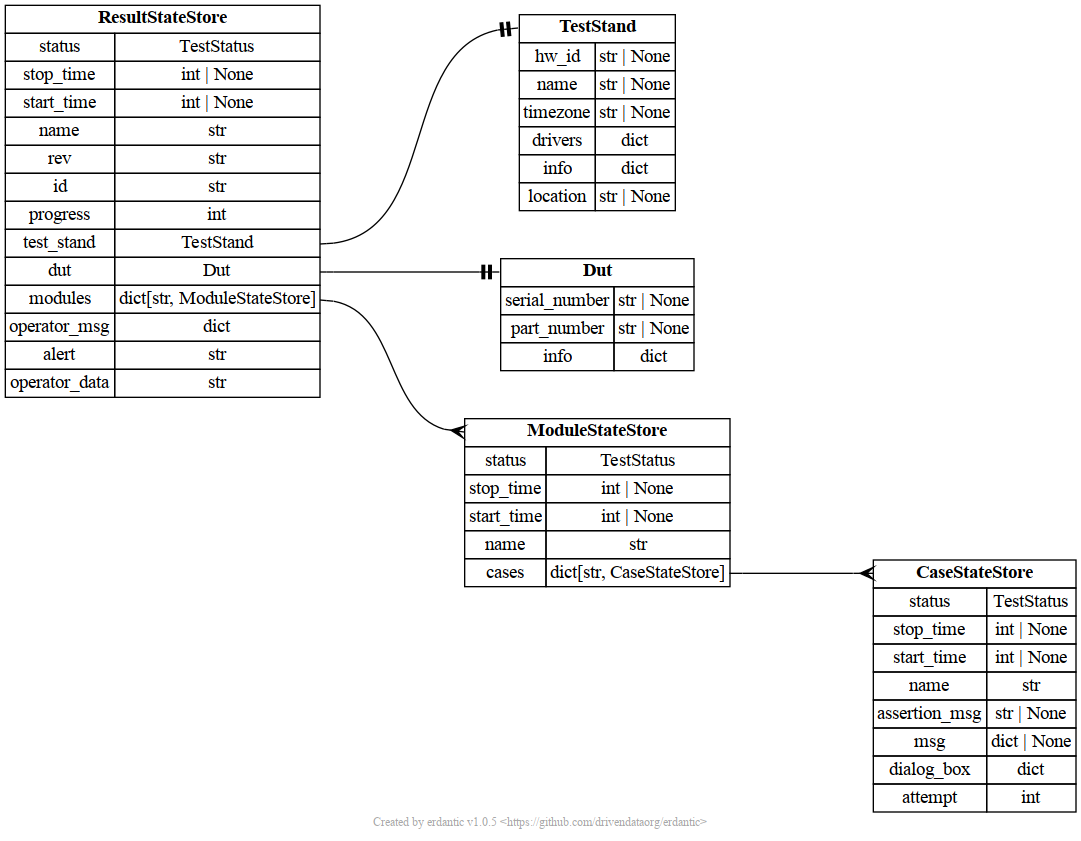 ResultStateStore
status TestStatus
stop_time int | None
start_time int | None
name str
rev str
id str
progress int
test_stand TestStand
dut Dut
modules dict[str, ModuleStateStore]
operator_msg dict
alert str
operator_data str
TestStand
hw_id str | None
name str | None
timezone str | None
drivers dict
info dict
location str | None
Dut
serial_number str | None
part_number str | None
info dict
ModuleStateStore
status TestStatus
stop_time int | None
start_time int | None
name str
cases dict[str, CaseStateStore]
CaseStateStore
status TestStatus
stop_time int | None
start_time int | None
name str
assertion_msg str | None
msg dict | None
dialog_box dict
attempt int
Created by erdantic v1.0.5 <https://github.com/drivendataorg/erdantic>